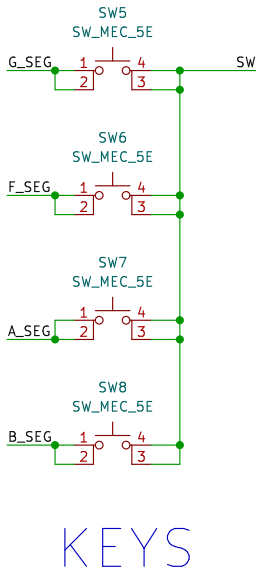 SW5
SW_MEC_5E
G_SEG 1 4 SW
2 3
SW6
SW_MEC_5E
F_SEG 1 4
2 3
SW7
SW_MEC_5E
1 4
A_SEG 2 3
SW8
SW_MEC_5E
B_SEG 1 4
2 3
KEYS